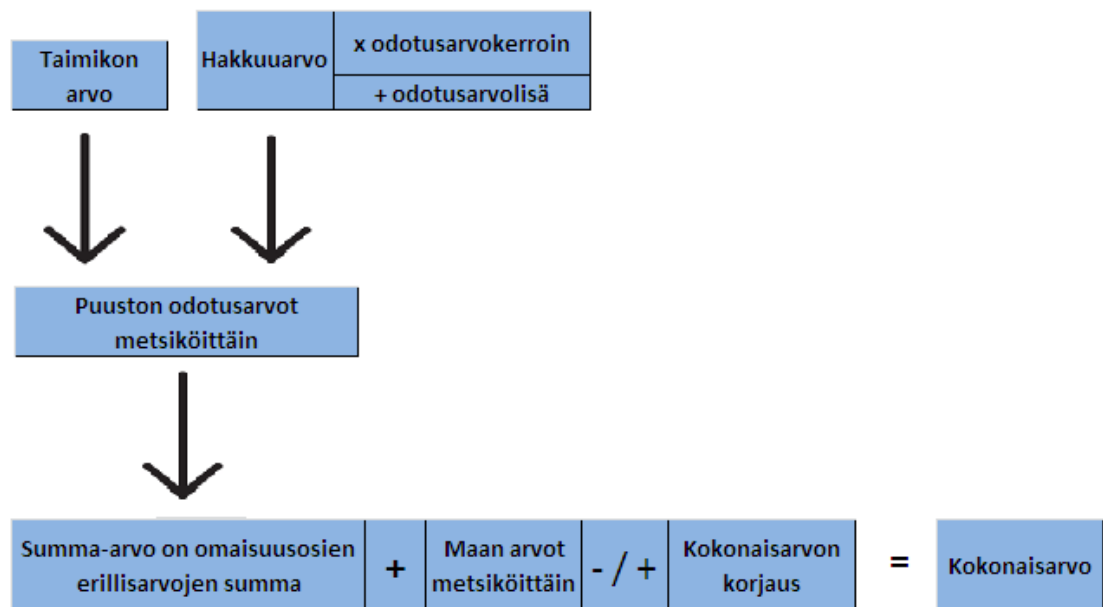 Taimikon
arvo
Hakkuuarvo
x odotusarvokerroin
+ odotusarvolisä
Puuston odotusarvot
metsiköittäin
Summa-arvo on omaisuusosien
erillisarvojen summa
+
Maan arvot
metsiköittäin
- / +
Kokonaisarvon
korjaus
=
Kokonaisarvo